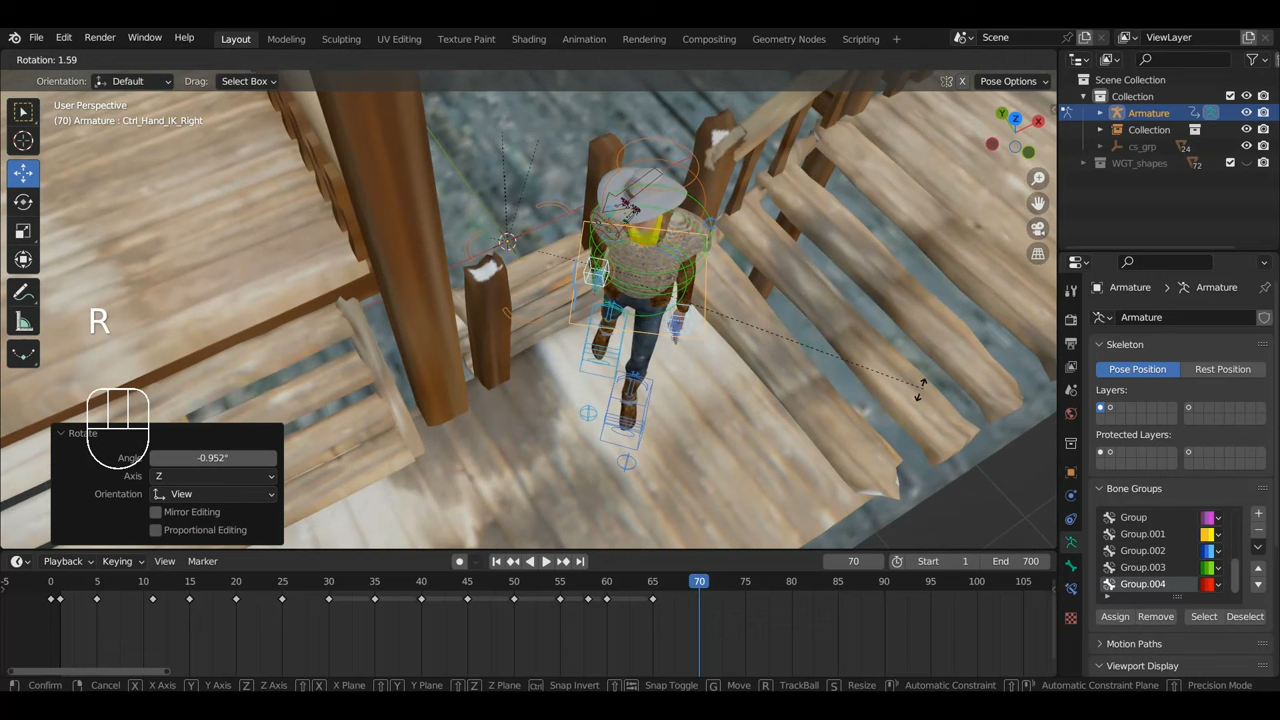 File Edit Render Window Help Layout Modeling Sculpting UV Editing Texture Paint Shading Animation Rendering Compositing Geometry Nodes Scripting + Scene ViewLayer
Rotation: 1.59
Orientation: Default Drag: Select Box X Pose Options
User Perspective
(70) Armature : Ctrl_Hand_IK_Right
Y Z X
R
Rotate
Angle -0.952°
Axis Z
Orientation View
Mirror Editing
Proportional Editing
Scene Collection
Collection
Armature
Collection
cs_grp 24
WGT_shapes 72
Armature Armature
Armature
Skeleton
Pose Position Rest Position
Layers:
Protected Layers:
Bone Groups
Group
Group.001
Group.002
Group.003
Group.004
Assign Remove Select Deselect
Motion Paths
Viewport Display
Playback Keying View Marker 70 Start 1 End 700
-5 0 5 10 15 20 25 30 35 40 45 50 55 60 65 70 75 80 85 90 95 100 105
Confirm Cancel X X Axis Y Y Axis Z Z Axis X X Plane Y Y Plane Z Z Plane Ctrl Snap Invert Snap Toggle G Move R TrackBall S Resize Automatic Constraint Automatic Constraint Plane Precision Mode